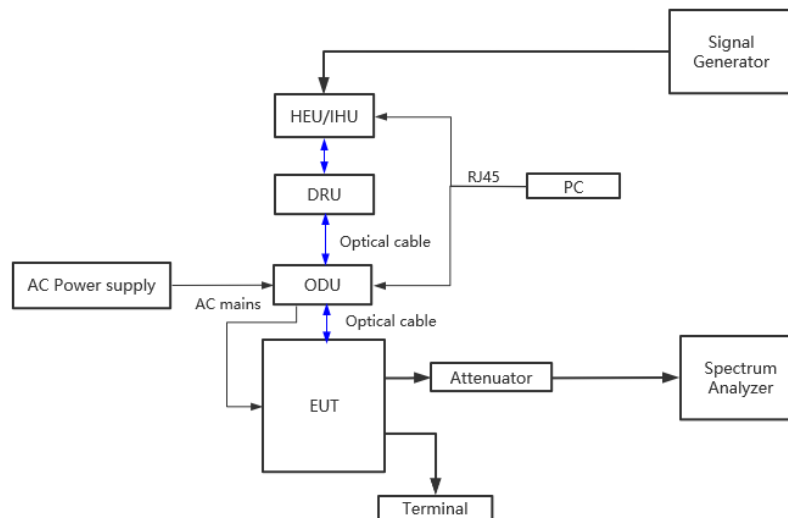 Signal
Generator
HEU/IHU
RJ45
PC
DRU
Optical cable
AC Power supply
ODU
AC mains
Optical cable
EUT
Attenuator
Spectrum
Analyzer
Terminal